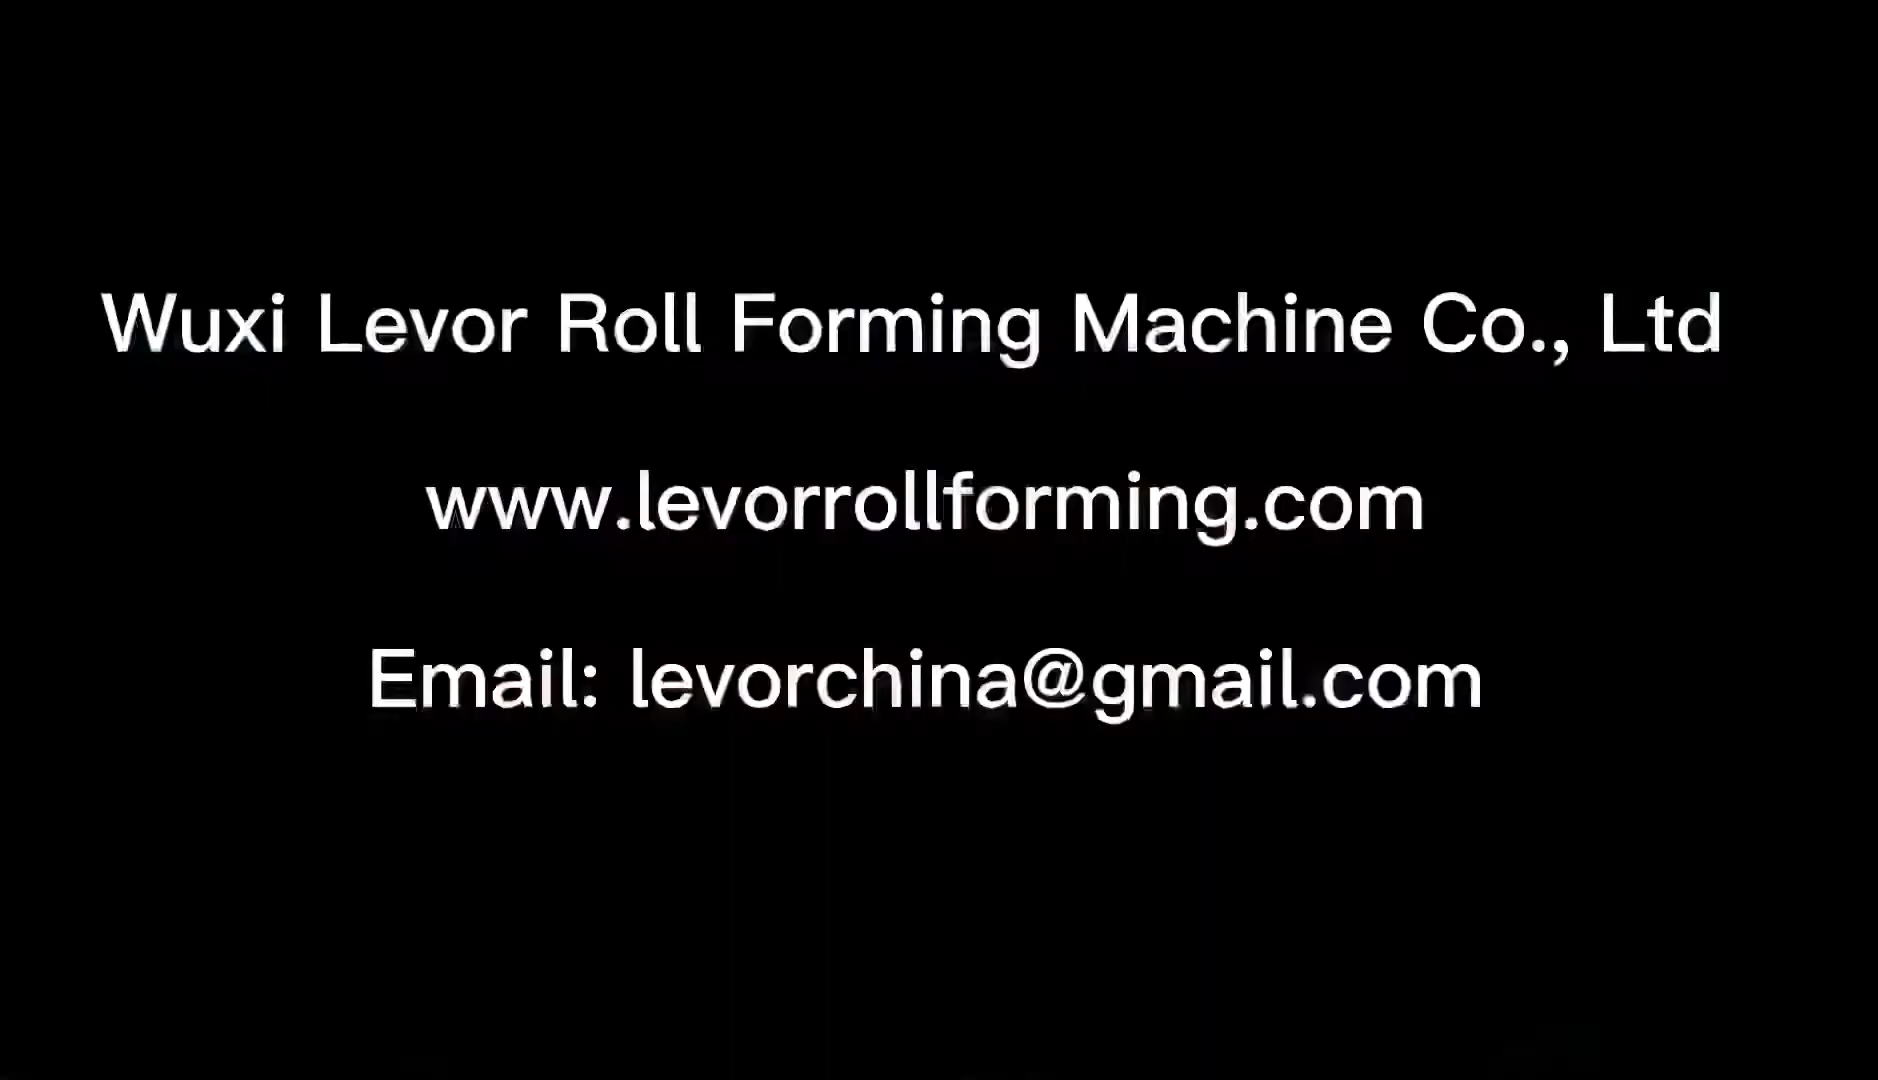 Wuxi Levor Roll Forming Machine Co., Ltd
www.levorrollforming.com
Email: levorchina@gmail.com